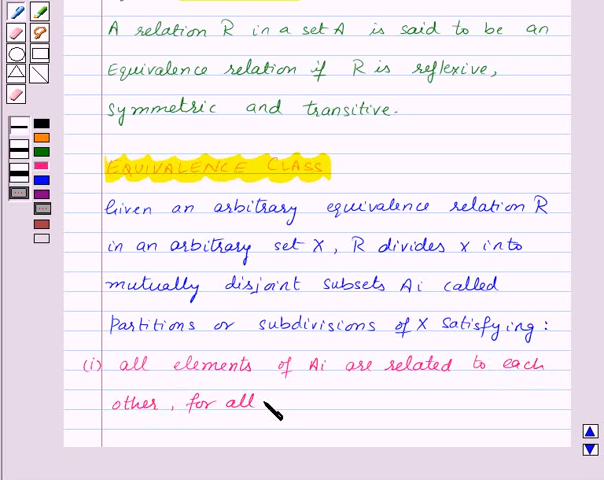 A relation R in a set A is said to be an
Equivalence relation if R is reflexive,
symmetric and transitive.
EQUIVALENCE CLASS
Given an arbitrary equivalence relation R
in an arbitrary set X, R divides X into
mutually disjoint subsets Ai called
Partitions or subdivisions of X satisfying:
(i) all elements of Ai are related to each
other, for all